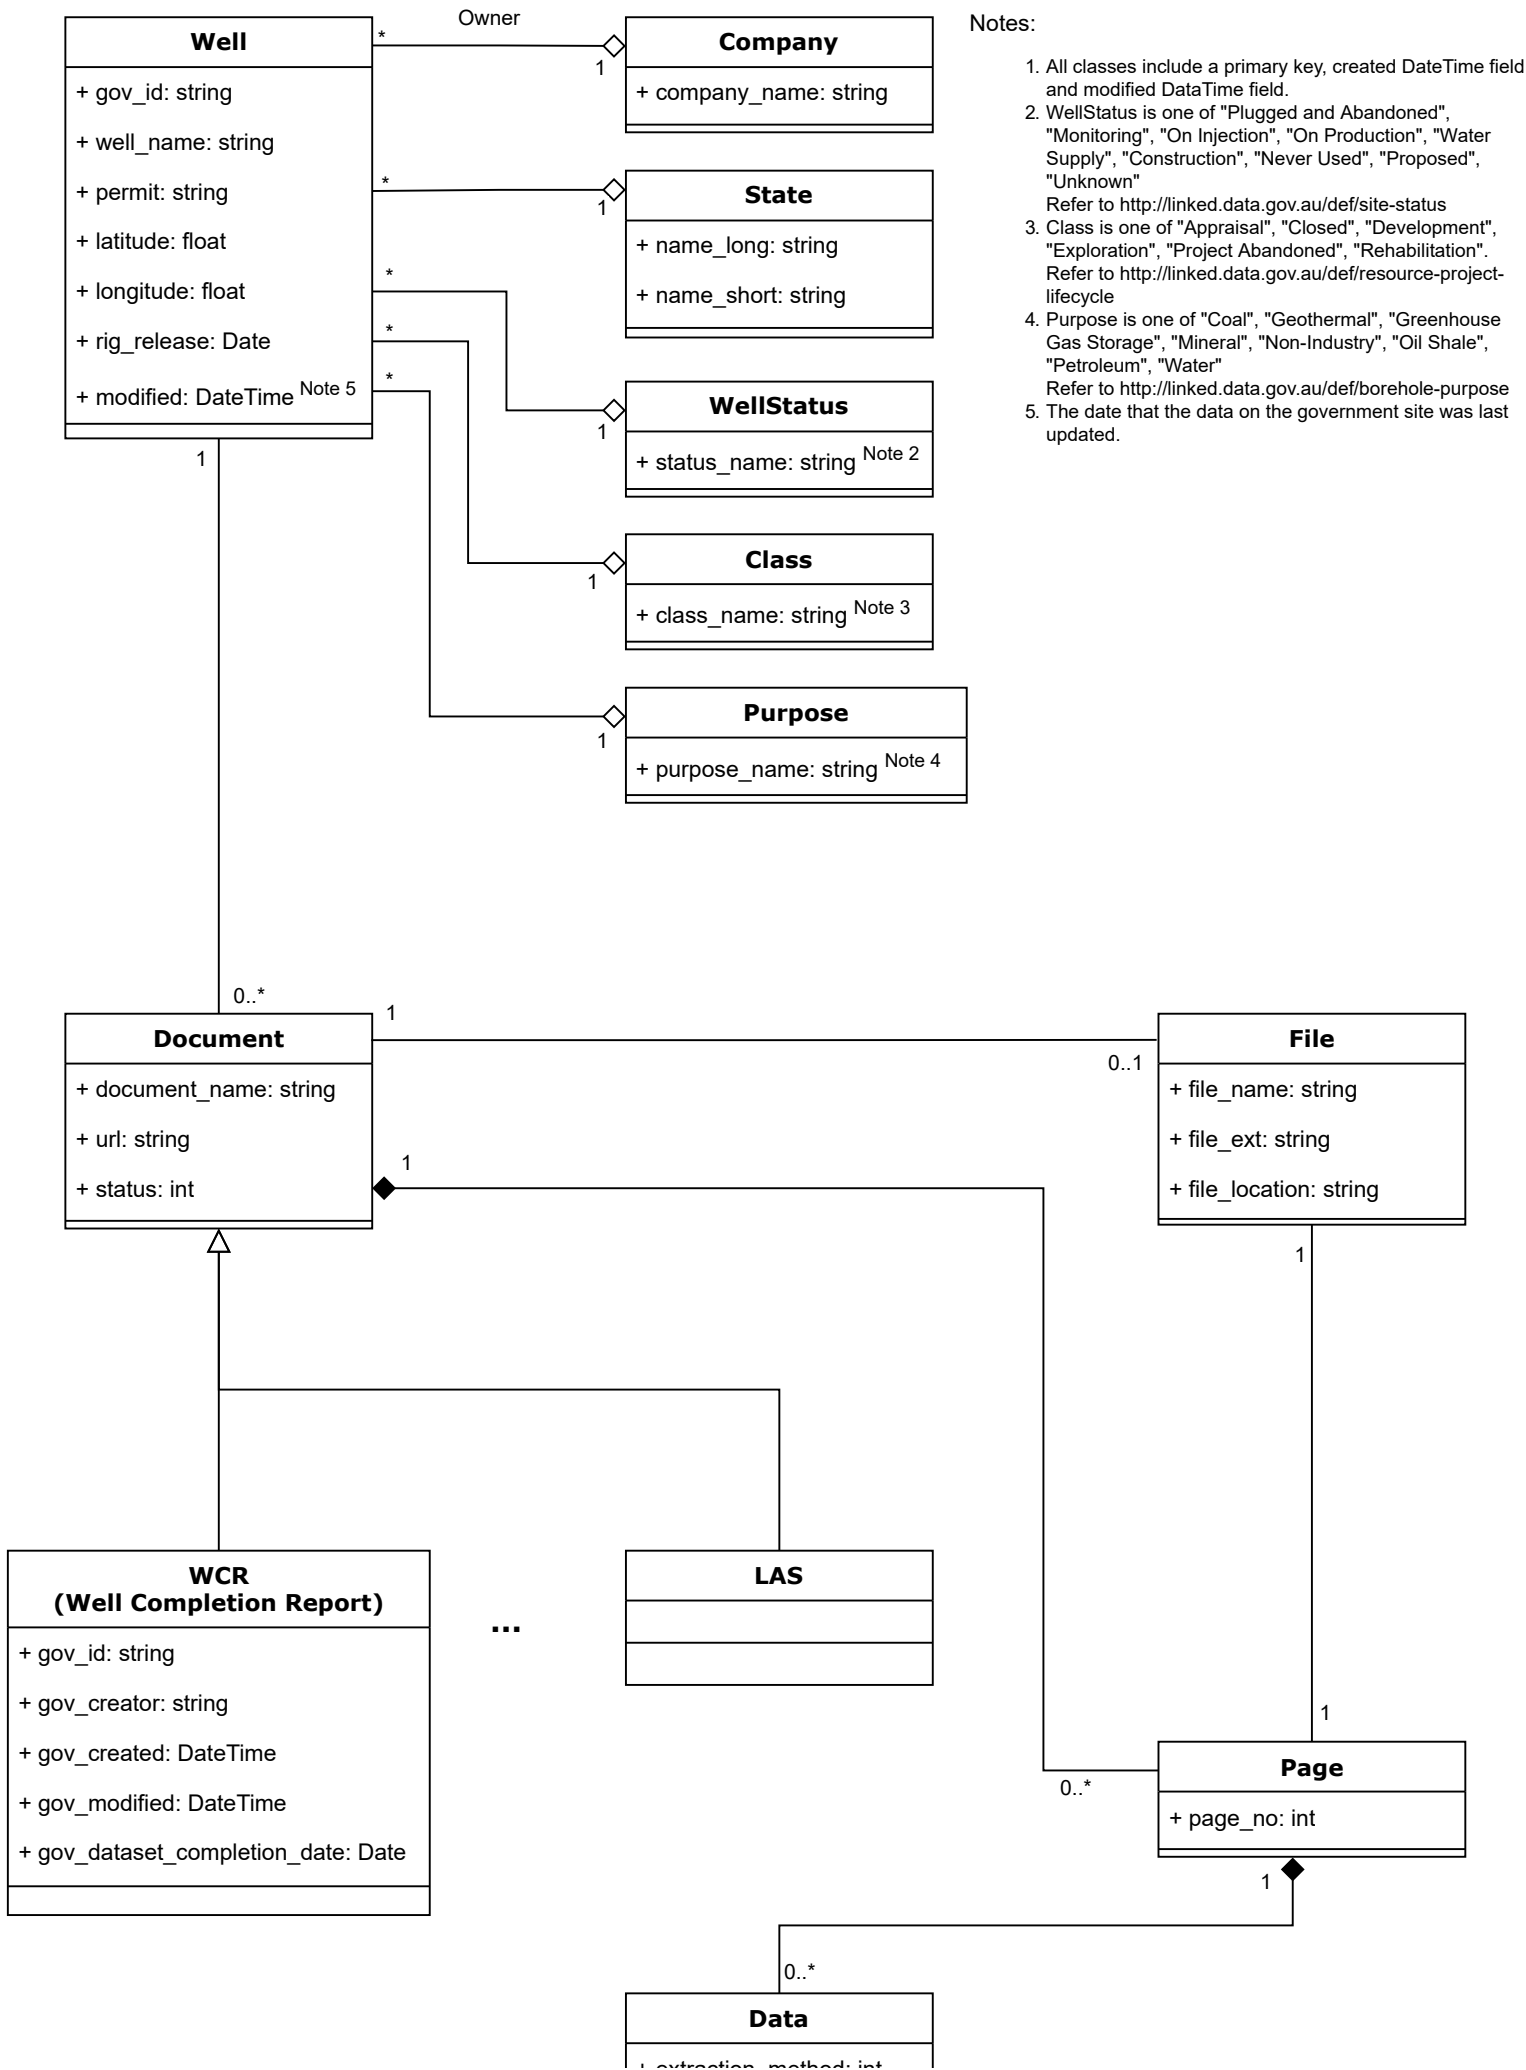 Owner
Well
+ gov_id: string
+ well_name: string
+ permit: string
+ latitude: float
+ longitude: float
+ rig_release: Date
+ modified: DateTime Note 5
*
1
Company
+ company_name: string
*
1
State
+ name_long: string
+ name_short: string
*
1
WellStatus
+ status_name: string Note 2
*
1
Class
+ class_name: string Note 3
*
1
Purpose
+ purpose_name: string Note 4
Notes:
1. All classes include a primary key, created DateTime field
and modified DataTime field.
2. WellStatus is one of "Plugged and Abandoned",
"Monitoring", "On Injection", "On Production", "Water
Supply", "Construction", "Never Used", "Proposed",
"Unknown"
Refer to http://linked.data.gov.au/def/site-status
3. Class is one of "Appraisal", "Closed", "Development",
"Exploration", "Project Abandoned", "Rehabilitation".
Refer to http://linked.data.gov.au/def/resource-project-
lifecycle
4. Purpose is one of "Coal", "Geothermal", "Greenhouse
Gas Storage", "Mineral", "Non-Industry", "Oil Shale",
"Petroleum", "Water"
Refer to http://linked.data.gov.au/def/borehole-purpose
5. The date that the data on the government site was last
updated.
1
0..*
Document
+ document_name: string
+ url: string
+ status: int
1
0..1
1
File
+ file_name: string
+ file_ext: string
+ file_location: string
1
WCR
(Well Completion Report)
+ gov_id: string
+ gov_creator: string
+ gov_created: DateTime
+ gov_modified: DateTime
+ gov_dataset_completion_date: Date
...
LAS
1
0..*
Page
+ page_no: int
1
0..*
Data
+ extraction_method: int